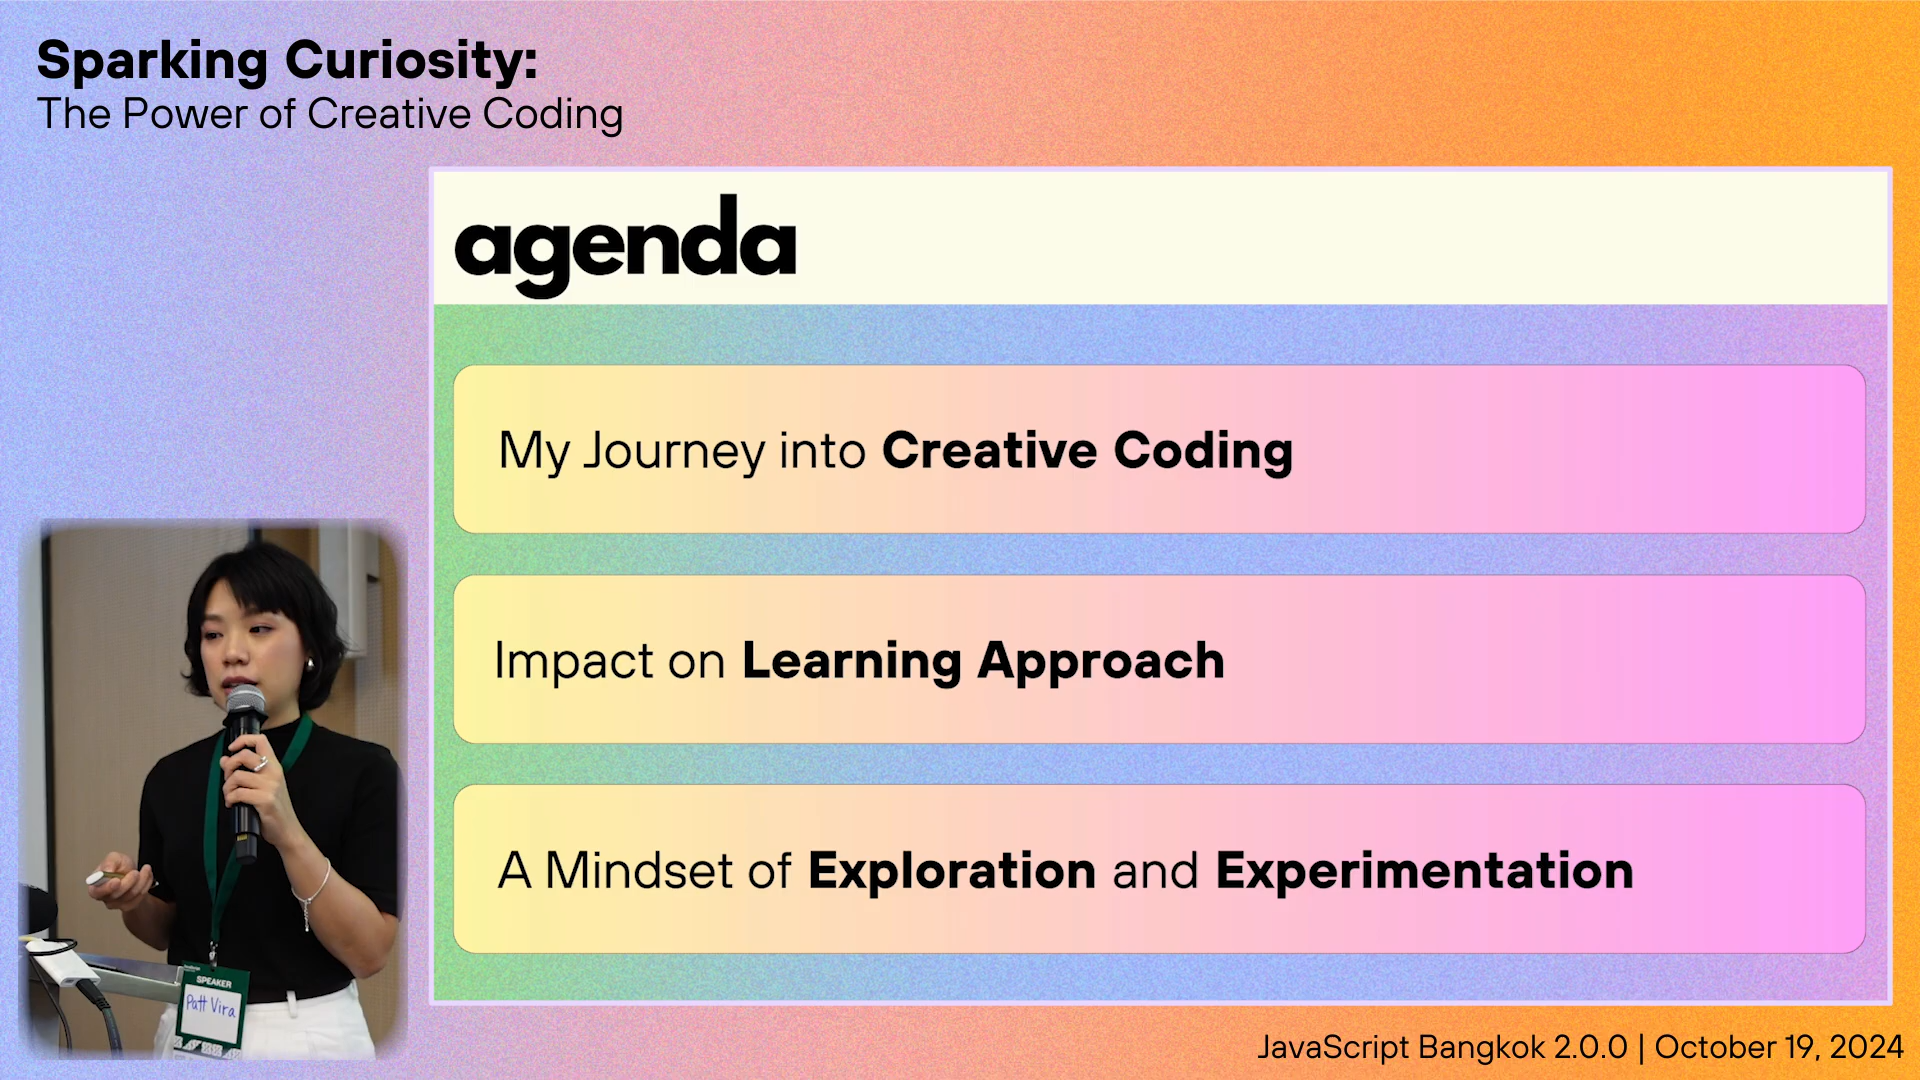 Sparking Curiosity:
The Power of Creative Coding
agenda
My Journey into Creative Coding
Impact on Learning Approach
A Mindset of Exploration and Experimentation
SPEAKER
Patt Vira
JavaScript Bangkok 2.0.0 | October 19, 2024